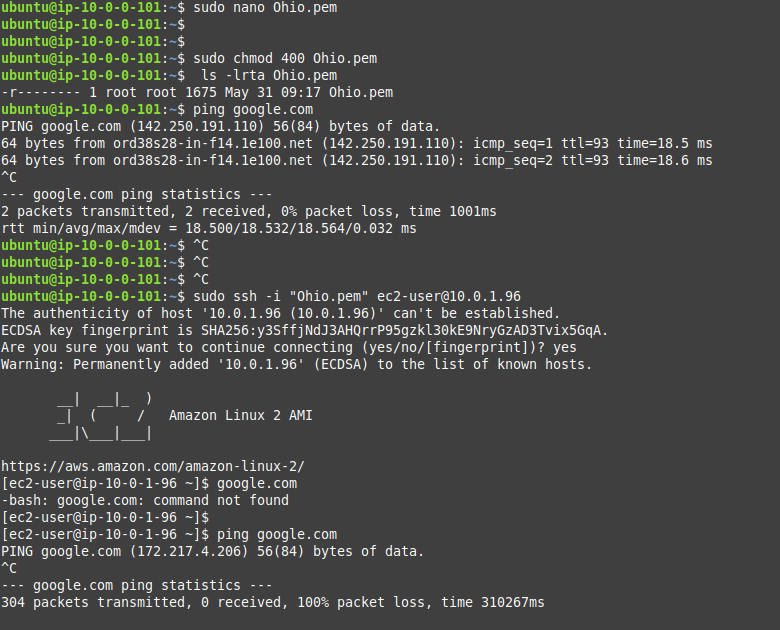 ubuntu@ip-10-0-0-101:~$ sudo nano Ohio.pem
ubuntu@ip-10-0-0-101:~$
ubuntu@ip-10-0-0-101:~$
ubuntu@ip-10-0-0-101:~$ sudo chmod 400 Ohio.pem
ubuntu@ip-10-0-0-101:~$  ls -lrta Ohio.pem
-r-------- 1 root root 1675 May 31 09:17 Ohio.pem
ubuntu@ip-10-0-0-101:~$ ping google.com
PING google.com (142.250.191.110) 56(84) bytes of data.
64 bytes from ord38s28-in-f14.1e100.net (142.250.191.110): icmp_seq=1 ttl=93 time=18.5 ms
64 bytes from ord38s28-in-f14.1e100.net (142.250.191.110): icmp_seq=2 ttl=93 time=18.6 ms
^C
--- google.com ping statistics ---
2 packets transmitted, 2 received, 0% packet loss, time 1001ms
rtt min/avg/max/mdev = 18.500/18.532/18.564/0.032 ms
ubuntu@ip-10-0-0-101:~$ ^C
ubuntu@ip-10-0-0-101:~$ ^C
ubuntu@ip-10-0-0-101:~$ ^C
ubuntu@ip-10-0-0-101:~$ sudo ssh -i "Ohio.pem" ec2-user@10.0.1.96
The authenticity of host '10.0.1.96 (10.0.1.96)' can't be established.
ECDSA key fingerprint is SHA256:y3SffjNdJ3AHQrrP95gzkl30kE9NryGzAD3Tvix5GqA.
Are you sure you want to continue connecting (yes/no/[fingerprint])? yes
Warning: Permanently added '10.0.1.96' (ECDSA) to the list of known hosts.

       __|  __|_  )
       _|  (     /   Amazon Linux 2 AMI
      ___|\___|___|

https://aws.amazon.com/amazon-linux-2/
[ec2-user@ip-10-0-1-96 ~]$ google.com
-bash: google.com: command not found
[ec2-user@ip-10-0-1-96 ~]$
[ec2-user@ip-10-0-1-96 ~]$ ping google.com
PING google.com (172.217.4.206) 56(84) bytes of data.
^C
--- google.com ping statistics ---
304 packets transmitted, 0 received, 100% packet loss, time 310267ms